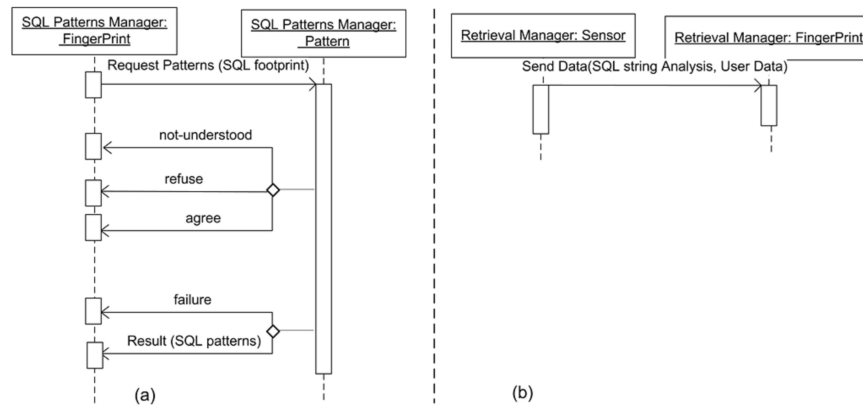 SQL Patterns Manager:
FingerPrint
SQL Patterns Manager:
Pattern
Request Patterns (SQL footprint)
not-understood
refuse
agree
failure
Result (SQL patterns)
(a)
Retrieval Manager: Sensor
Retrieval Manager: FingerPrint
Send Data(SQL string Analysis, User Data)
(b)